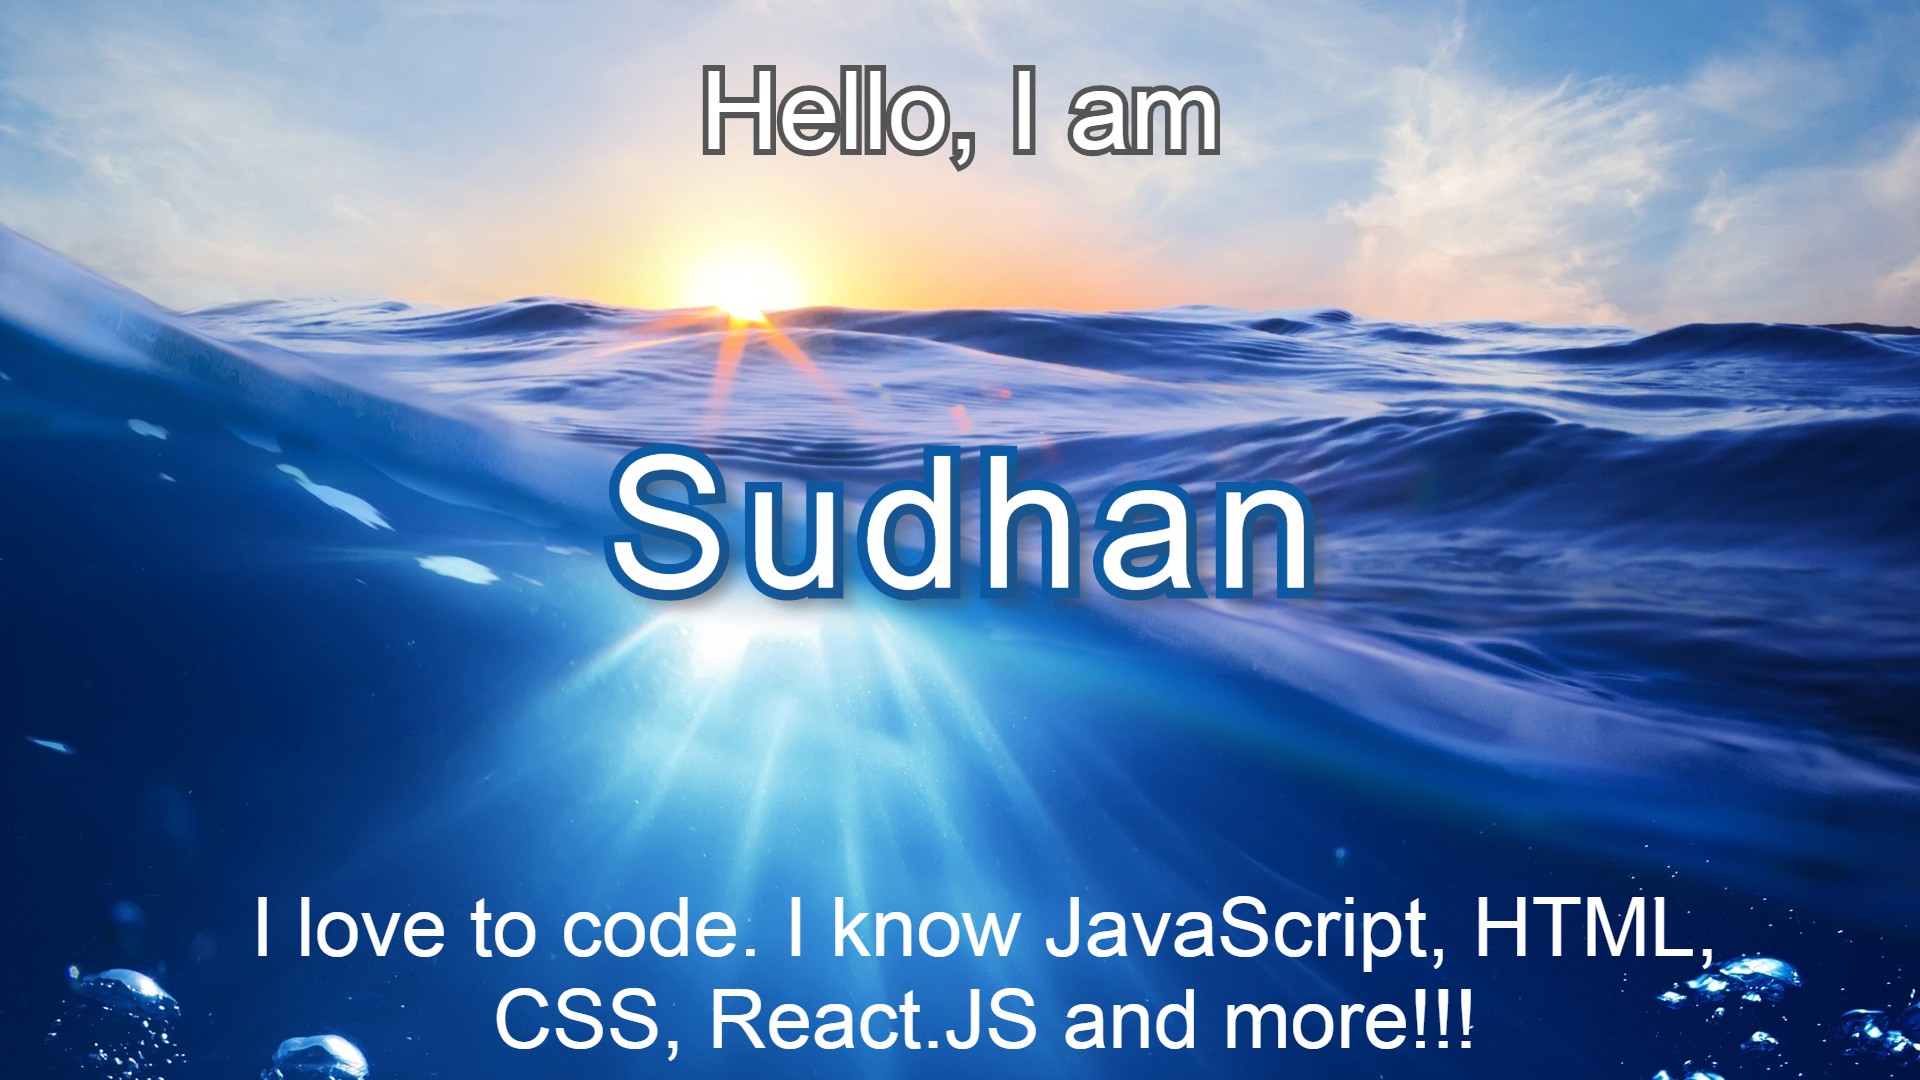 Hello, I am
Sudhan
I love to code. I know JavaScript, HTML,
CSS, React.JS and more!!!